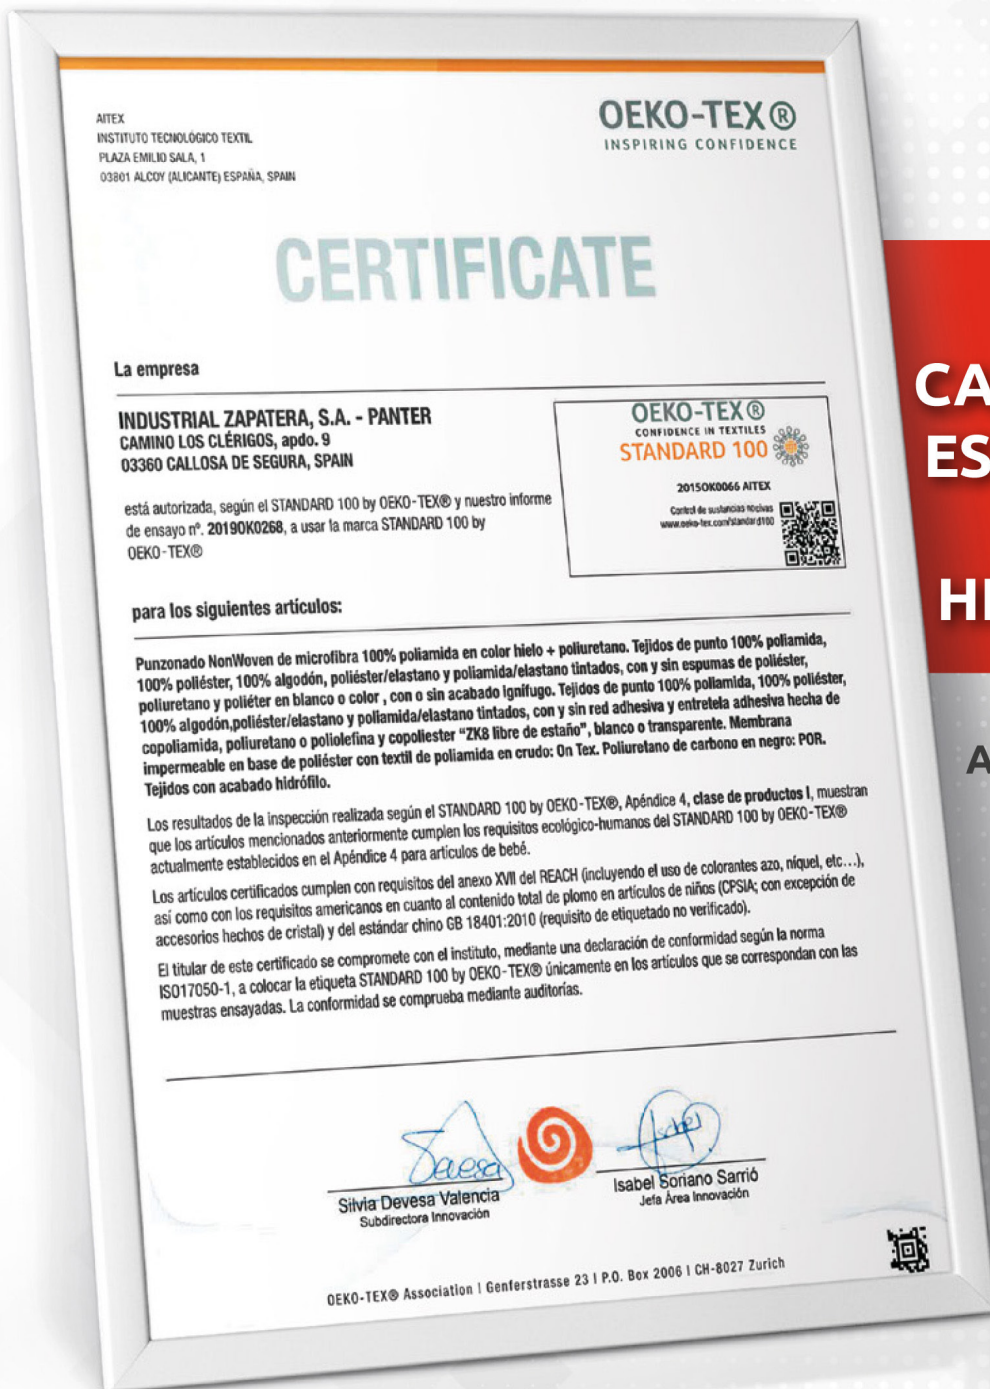 AITEX
INSTITUTO TECNOLÓGICO TEXTIL
PLAZA EMILIO SALA, 1
03801 ALCOY (ALICANTE) ESPAÑA, SPAIN
OEKO-TEX®
INSPIRING CONFIDENCE
CERTIFICATE
La empresa
INDUSTRIAL ZAPATERA, S.A. - PANTER
CAMINO LOS CLÉRIGOS, apdo. 9
03360 CALLOSA DE SEGURA, SPAIN
está autorizada, según el STANDARD 100 by OEKO-TEX® y nuestro informe
de ensayo nº. 2019OK0268, a usar la marca STANDARD 100 by
OEKO-TEX®
OEKO-TEX®
CONFIDENCE IN TEXTILES
STANDARD 100
2015OK0066 AITEX
Control de sustancias nocivas
www.oeko-tex.com/standard100
para los siguientes artículos:
Punzonado NonWoven de microfibra 100% poliamida en color hielo + poliuretano. Tejidos de punto 100% poliamida,
100% poliéster, 100% algodón, poliéster/elastano y poliamida/elastano tintados, con y sin espumas de poliéster,
poliuretano y poliéter en blanco o color , con o sin acabado ignífugo. Tejidos de punto 100% poliamida, 100% poliéster,
100% algodón,poliéster/elastano y poliamida/elastano tintados, con y sin red adhesiva y entretela adhesiva hecha de
copoliamida, poliuretano o poliolefina y copoliester “ZK8 libre de estaño”, blanco o transparente. Membrana
impermeable en base de poliéster con textil de poliamida en crudo: On Tex. Poliuretano de carbono en negro: POR.
Tejidos con acabado hidrófilo.
Los resultados de la inspección realizada según el STANDARD 100 by OEKO-TEX®, Apéndice 4, clase de productos I, muestran
que los artículos mencionados anteriormente cumplen los requisitos ecológico-humanos del STANDARD 100 by OEKO-TEX®
actualmente establecidos en el Apéndice 4 para artículos de bebé.
Los artículos certificados cumplen con requisitos del anexo XVII del REACH (incluyendo el uso de colorantes azo, níquel, etc…),
así como con los requisitos americanos en cuanto al contenido total de plomo en artículos de niños (CPSIA; con excepción de
accesorios hechos de cristal) y del estándar chino GB 18401:2010 (requisito de etiquetado no verificado).
El titular de este certificado se compromete con el instituto, mediante una declaración de conformidad según la norma
ISO17050-1, a colocar la etiqueta STANDARD 100 by OEKO-TEX® únicamente en los artículos que se correspondan con las
muestras ensayadas. La conformidad se comprueba mediante auditorías.
Silvia Devesa Valencia
Subdirectora Innovación
Isabel Soriano Sarrió
Jefa Área Innovación
OEKO-TEX® Association | Genferstrasse 23 | P.O. Box 2006 | CH-8027 Zurich
CA
ES
A